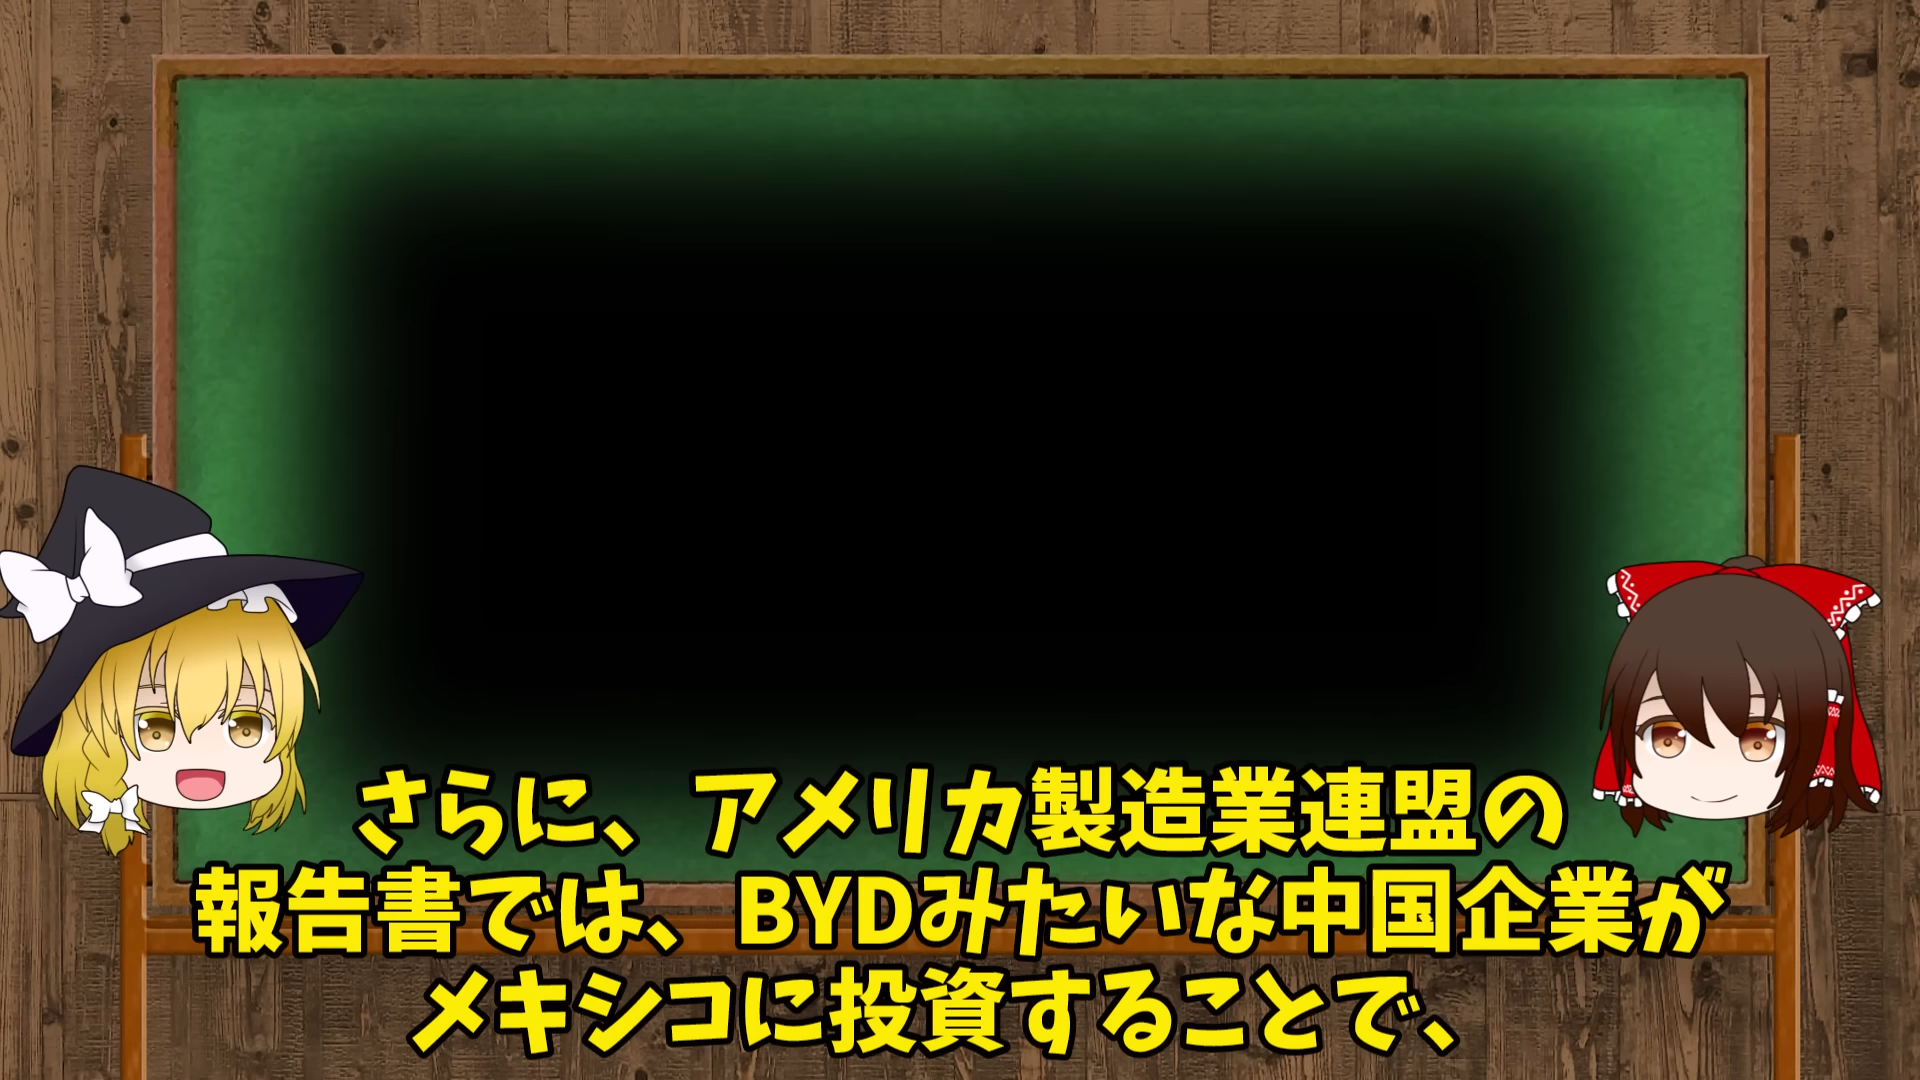 さらに、アメリカ製造業連盟の
報告書では、BYDみたいな中国企業が
メキシコに投資することで、